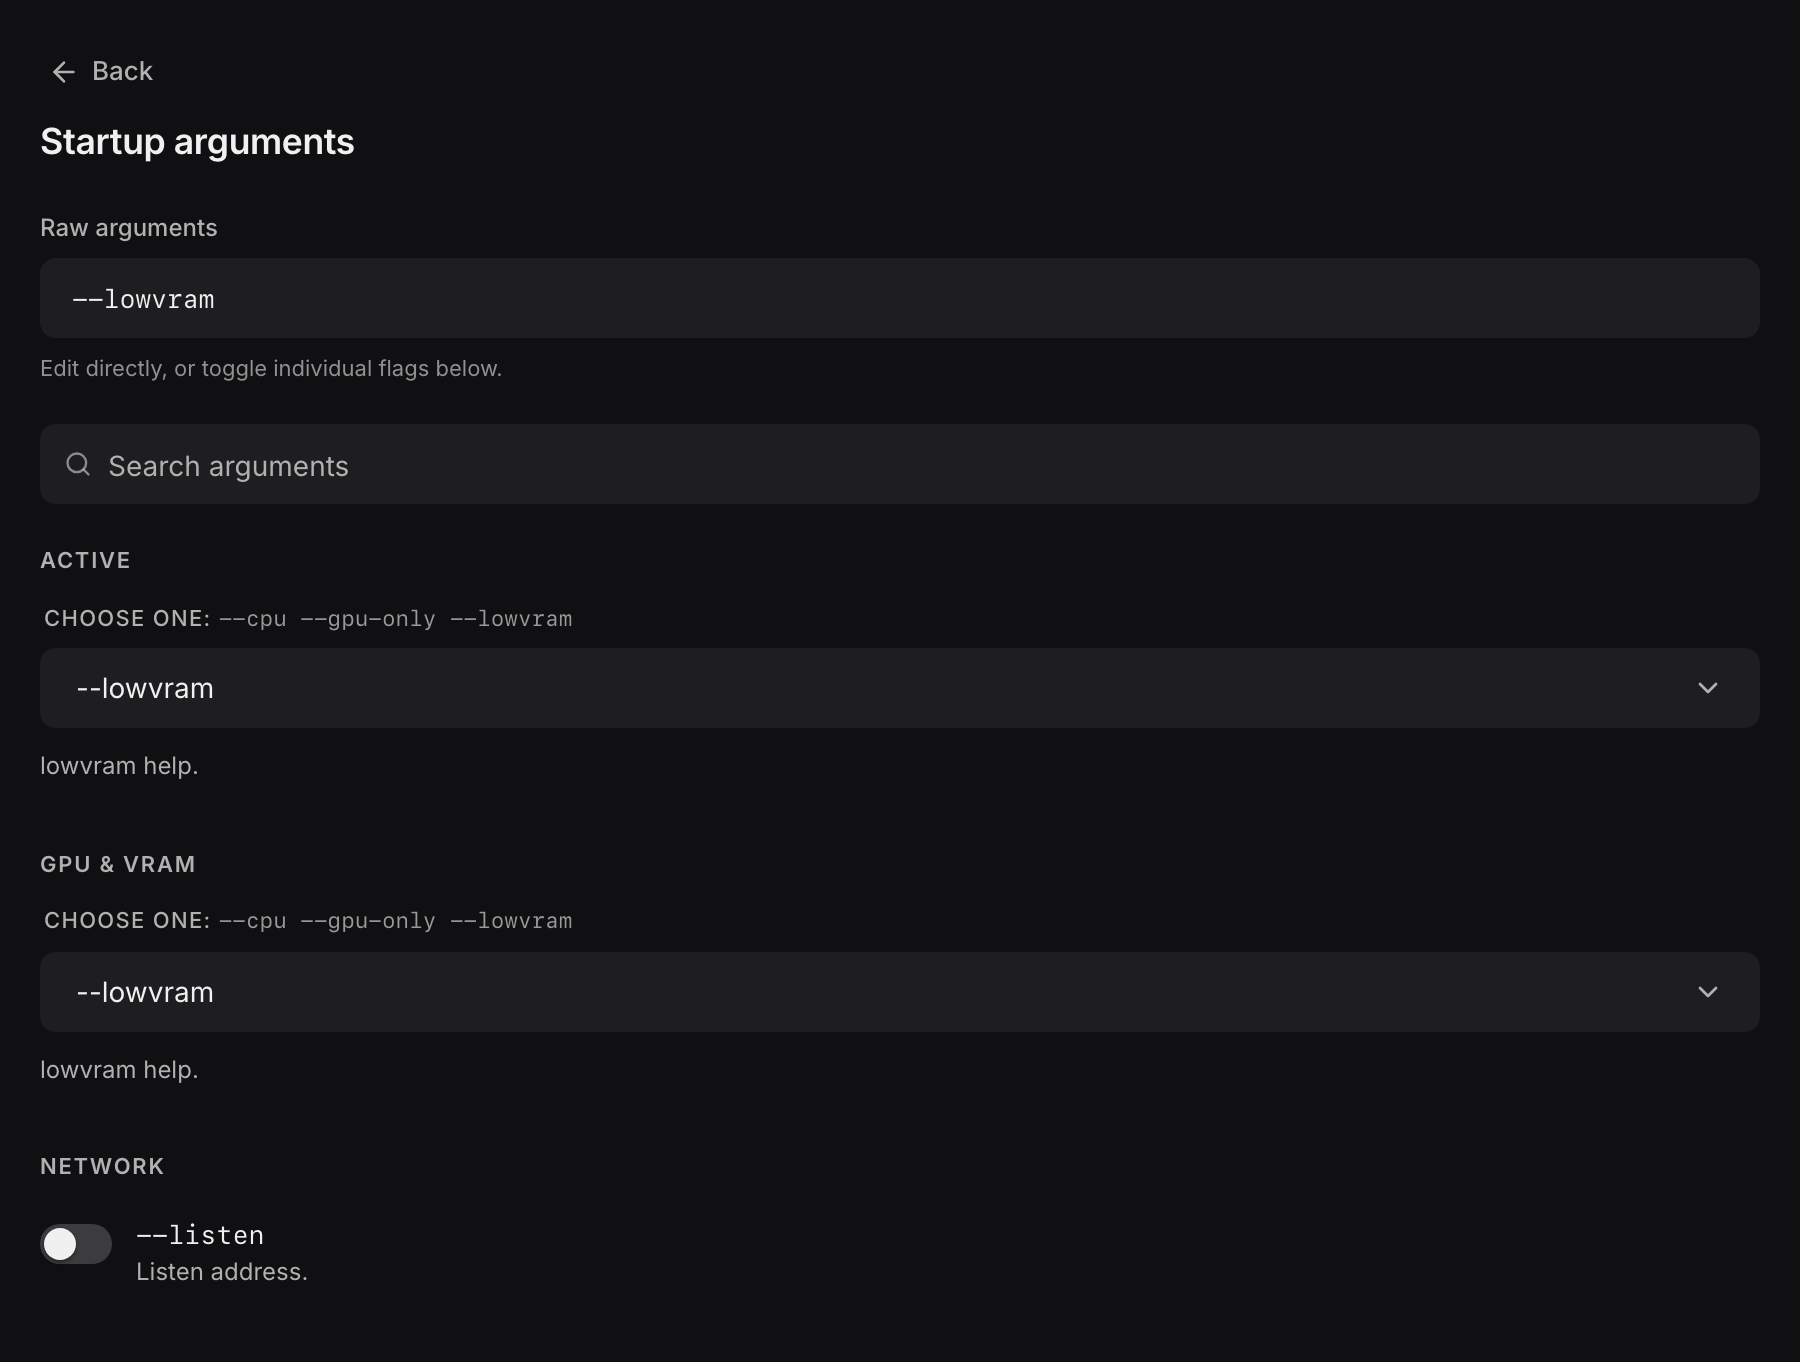 Back
Startup arguments
Raw arguments
--lowvram
Edit directly, or toggle individual flags below.
Search arguments
ACTIVE
CHOOSE ONE: --cpu --gpu-only --lowvram
--lowvram
lowvram help.
GPU & VRAM
CHOOSE ONE: --cpu --gpu-only --lowvram
--lowvram
lowvram help.
NETWORK
--listen
Listen address.